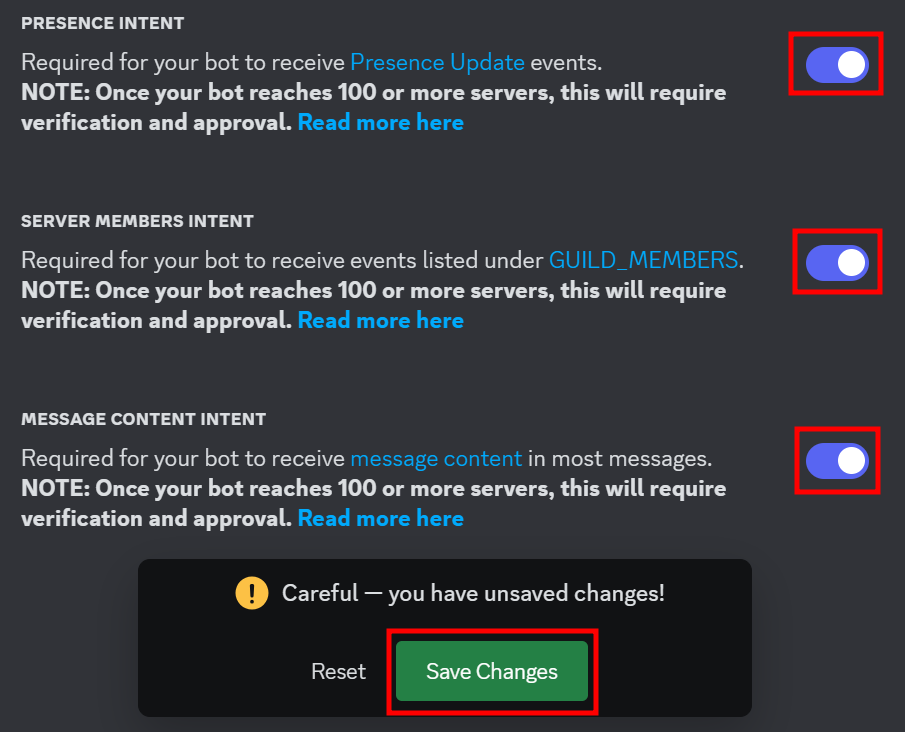 PRESENCE INTENT
Required for your bot to receive Presence Update events.
NOTE: Once your bot reaches 100 or more servers, this will require
verification and approval. Read more here
SERVER MEMBERS INTENT
Required for your bot to receive events listed under GUILD_MEMBERS.
NOTE: Once your bot reaches 100 or more servers, this will require
verification and approval. Read more here
MESSAGE CONTENT INTENT
Required for your bot to receive message content in most messages.
NOTE: Once your bot reaches 100 or more servers, this will require
verification and approval. Read more here
Careful — you have unsaved changes!
Reset Save Changes